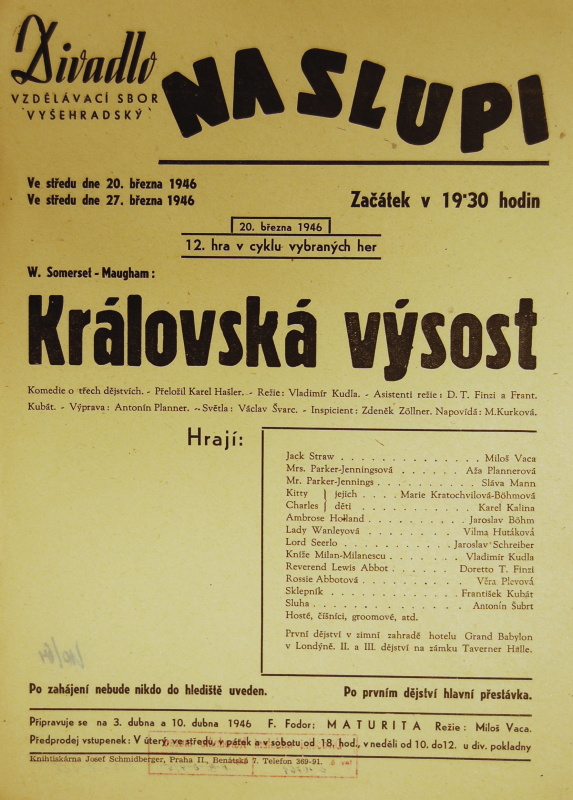 Divadlo
VZDĚLÁVACÍ SBOR
VYŠEHRADSKÝ
NA SLUPI
Ve středu dne 20. března 1946
Ve středu dne 27. března 1946
Začátek v 19·30 hodin
20. března 1946
12. hra v cyklu vybraných her
W. Somerset-Maugham:
Královská výsost
Komedie o třech dějstvích. - Přeložil Karel Hašler. - Režie: Vladimír Kudla. - Asistenti režie: D. T. Finzi a Frant.
Kubát. - Výprava: Antonín Planner. - Světla: Václav Švarc. - Inspicient: Zdeněk Zöllner. Napovídá: M.Kurková.
Hrají:
Jack Straw . . . . . . . . . . . . . . Miloš Vaca
Mrs. Parker-Jenningsová . . . . . . Aža Plannerová
Mr. Parker-Jennings . . . . . . . . . . Sláva Mann
Kitty } jejich . . . . Marie Kratochvilová-Böhmová
Charles } děti . . . . . . . . . . . . Karel Kalina
Ambrose Holland . . . . . . . . . . Jaroslav Böhm
Lady Wanleyová . . . . . . . . . . Vilma Hutáková
Lord Seerlo . . . . . . . . . . . Jaroslav Schreiber
Kníže Milan-Milanescu . . . . . . . Vladimír Kudla
Reverend Lewis Abbot . . . . . . . Doretto T. Finzi
Rossie Abbotová . . . . . . . . . . . Věra Plevová
Sklepník . . . . . . . . . . . . . . František Kubát
Sluha . . . . . . . . . . . . . . . . Antonín Šubrt
Hosté, číšníci, groomové, atd.
První dějství v zimní zahradě hotelu Grand Babylon
v Londýně. II. a III. dějství na zámku Taverner Hälle.
Po zahájení nebude nikdo do hlediště uveden.
Po prvním dějství hlavní přestávka.
Připravuje se na 3. dubna a 10. dubna 1946 F. Fodor: MATURITA Režie: Miloš Vaca.
Předprodej vstupenek: V úterý, ve středu, v pátek a v sobotu od 18. hod., v neděli od 10. do12. u div. pokladny
Knihtiskárna Josef Schmidberger, Praha II., Benátská 7. Telefon 369-91.